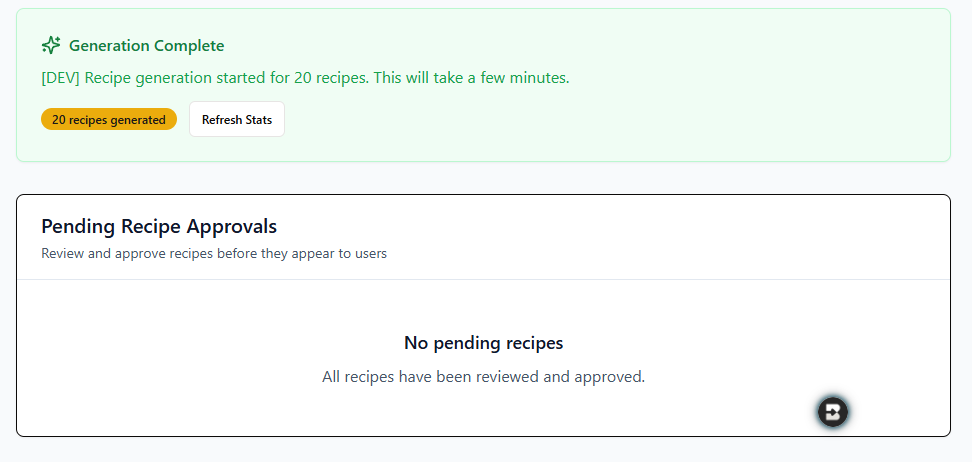 Generation Complete
[DEV] Recipe generation started for 20 recipes. This will take a few minutes.
20 recipes generated
Refresh Stats
Pending Recipe Approvals
Review and approve recipes before they appear to users
No pending recipes
All recipes have been reviewed and approved.